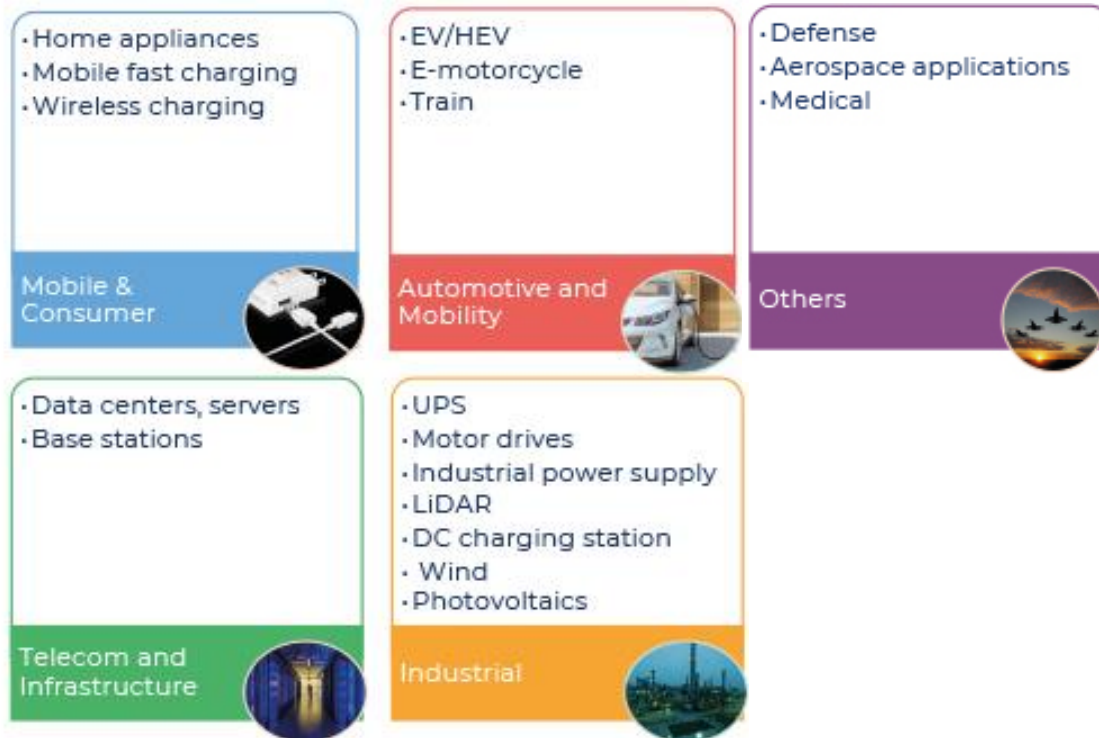 ·Home appliances
·Mobile fast charging
·Wireless charging
Mobile &
Consumer
·EV/HEV
·E-motorcycle
·Train
Automotive and
Mobility
·Defense
·Aerospace applications
·Medical
Others
·Data centers, servers
·Base stations
Telecom and
Infrastructure
·UPS
·Motor drives
·Industrial power supply
·LiDAR
·DC charging station
· Wind
·Photovoltaics
Industrial